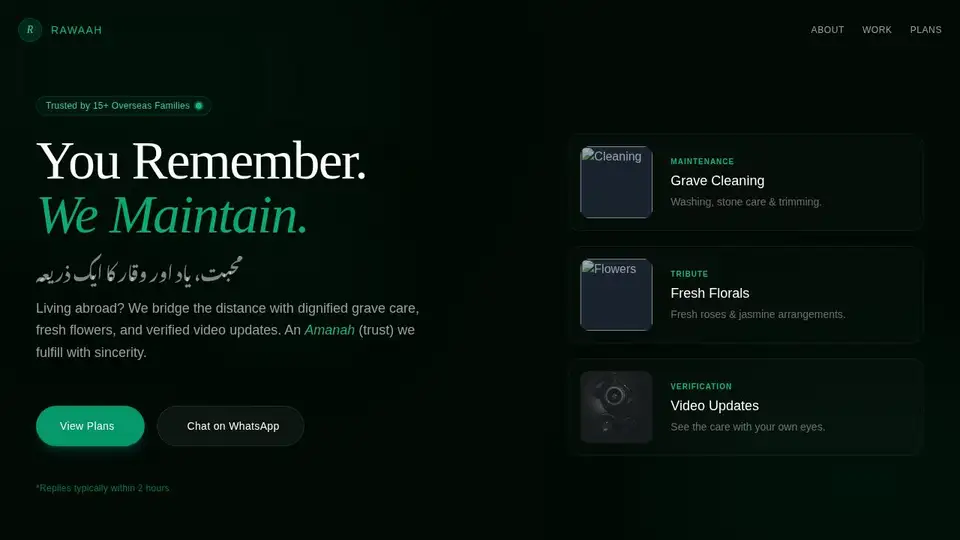 R RAWAAH
ABOUT WORK PLANS
Trusted by 15+ Overseas Families
You Remember.
We Maintain.
محبت، یاد اور وقار کا ایک ذریعہ
Living abroad? We bridge the distance with dignified grave care,
fresh flowers, and verified video updates. An Amanah (trust) we
fulfill with sincerity.
View Plans
Chat on WhatsApp
*Replies typically within 2 hours
Cleaning
MAINTENANCE
Grave Cleaning
Washing, stone care & trimming.
Flowers
TRIBUTE
Fresh Florals
Fresh roses & jasmine arrangements.
VERIFICATION
Video Updates
See the care with your own eyes.